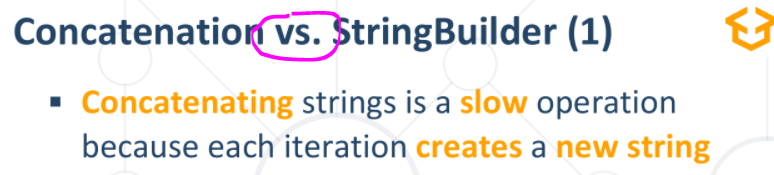 Concatenation vs. StringBuilder (1)
▪ Concatenating strings is a slow operation
because each iteration creates a new string